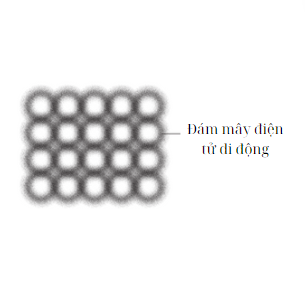 Đám mây điện
tử di động